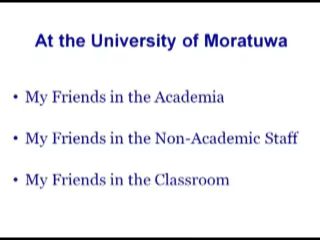 At the University of Moratuwa
• My Friends in the Academia
• My Friends in the Non-Academic Staff
• My Friends in the Classroom